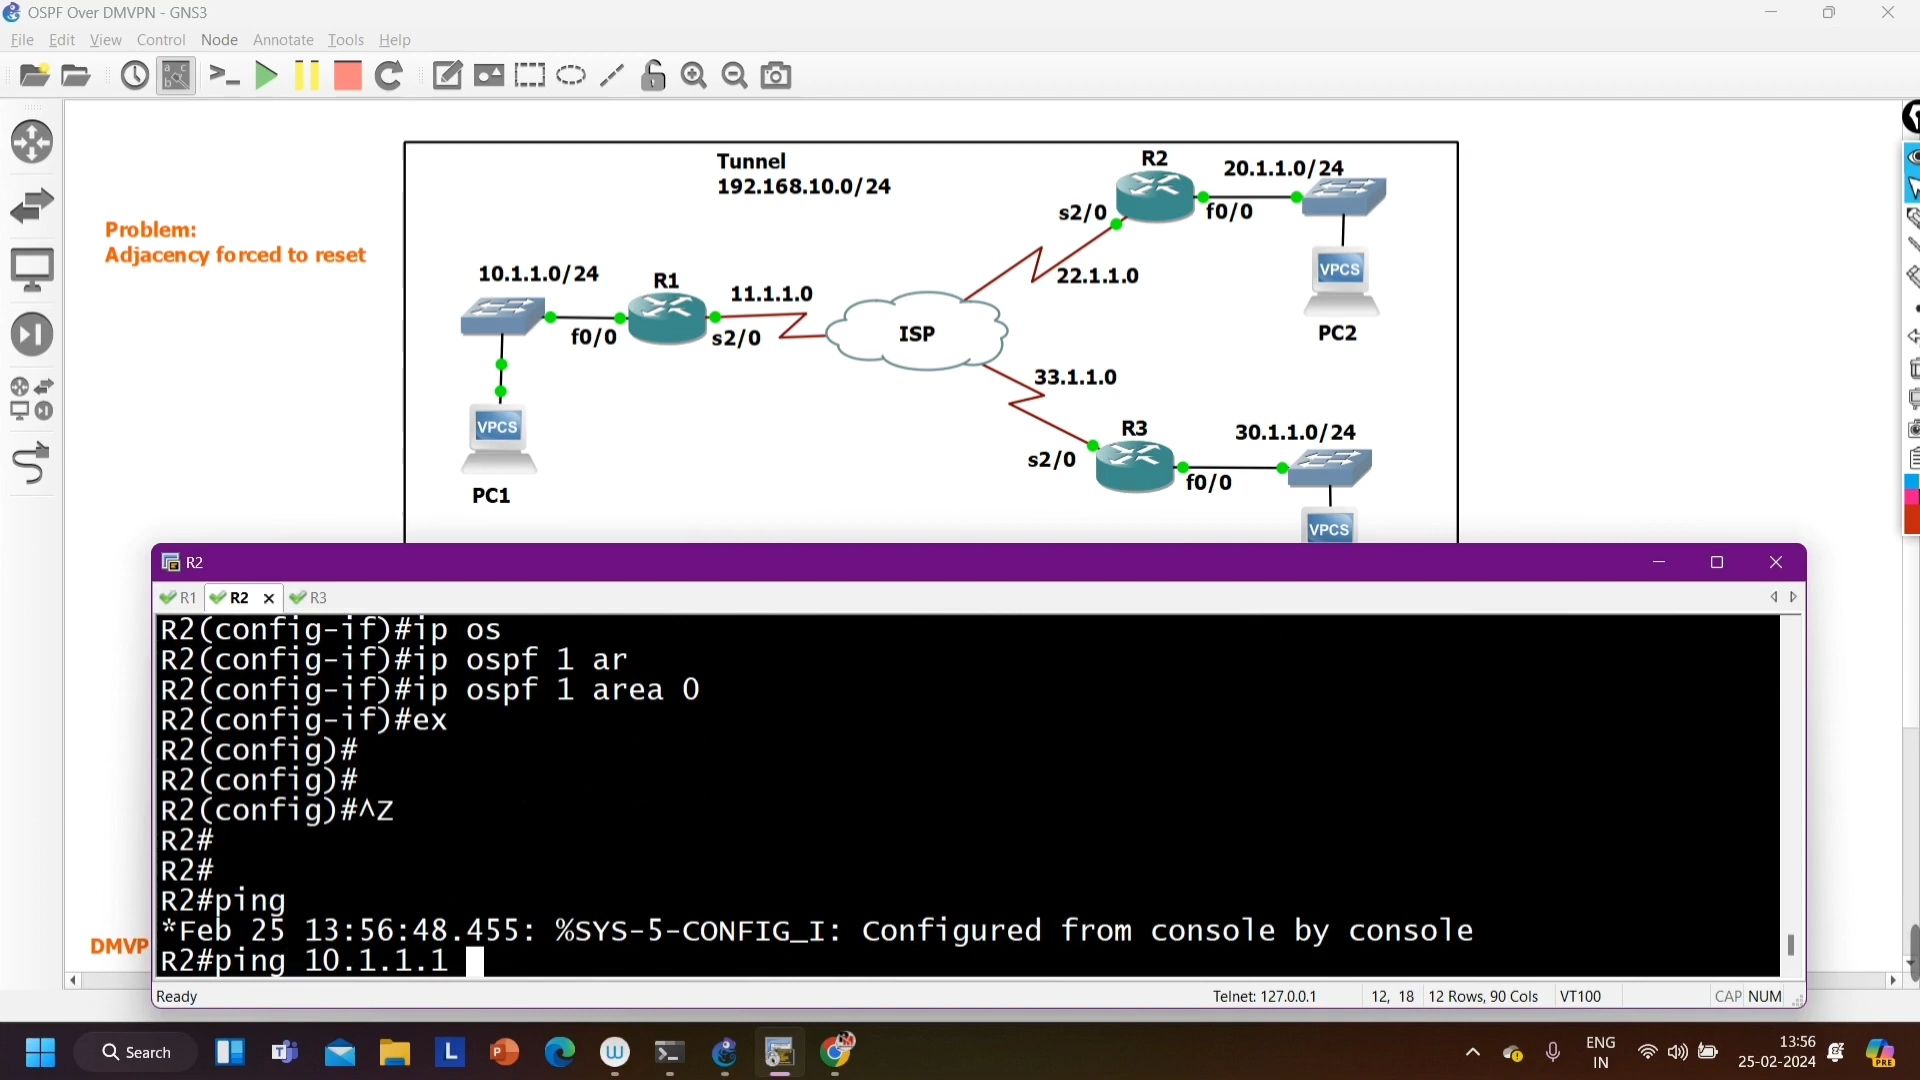 OSPF Over DMVPN - GNS3
File Edit View Control Node Annotate Tools Help
Problem:
Adjacency forced to reset
Tunnel
192.168.10.0/24
R2
20.1.1.0/24
s2/0
f0/0
22.1.1.0
VPCS
PC2
10.1.1.0/24
R1
11.1.1.0
f0/0
s2/0
ISP
VPCS
PC1
33.1.1.0
R3
30.1.1.0/24
s2/0
f0/0
VPCS
DMVP
R2
R1 R2 R3
R2(config-if)#ip os
R2(config-if)#ip ospf 1 ar
R2(config-if)#ip ospf 1 area 0
R2(config-if)#ex
R2(config)#
R2(config)#
R2(config)#^Z
R2#
R2#
R2#ping
*Feb 25 13:56:48.455: %SYS-5-CONFIG_I: Configured from console by console
R2#ping 10.1.1.1
Ready Telnet: 127.0.0.1 12, 18 12 Rows, 90 Cols VT100 CAP NUM
Search
ENG
IN
13:56
25-02-2024